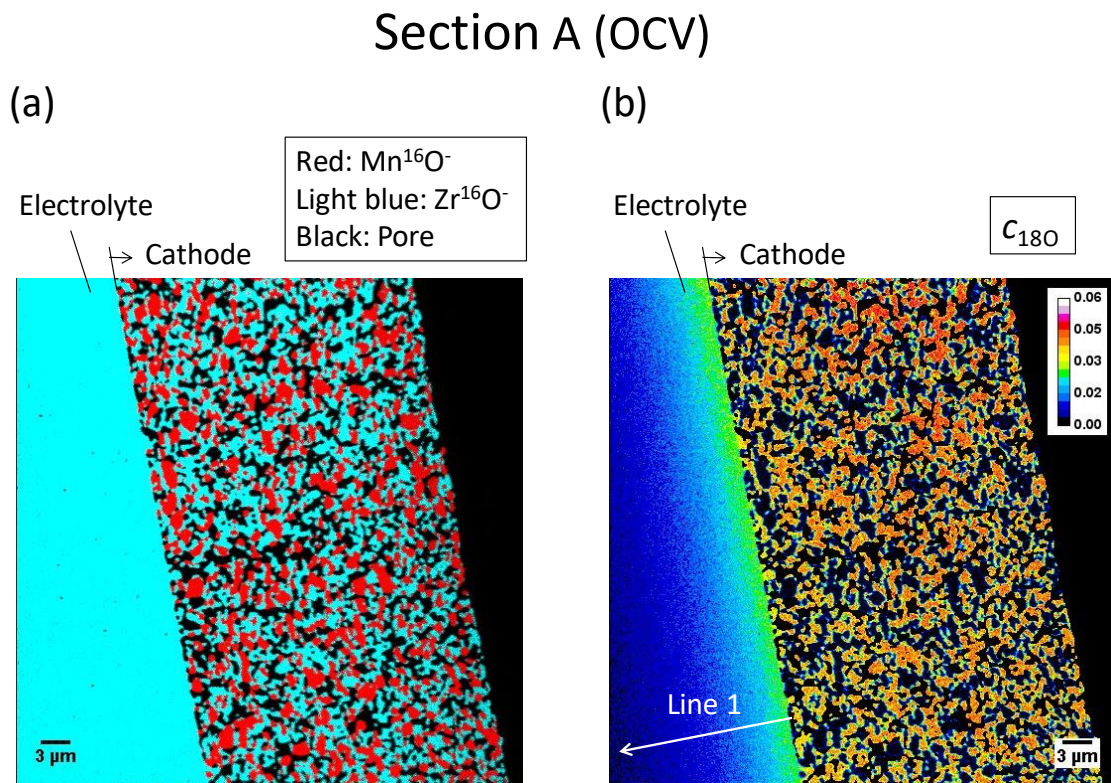 Section A (OCV)
(a)
(b)
Red: Mn¹⁶O⁻
Light blue: Zr¹⁶O⁻
Black: Pore
Electrolyte
Cathode
Electrolyte
Cathode
c₁₈O
0.06
0.05
0.03
0.02
0.00
Line 1
3 µm
3 µm